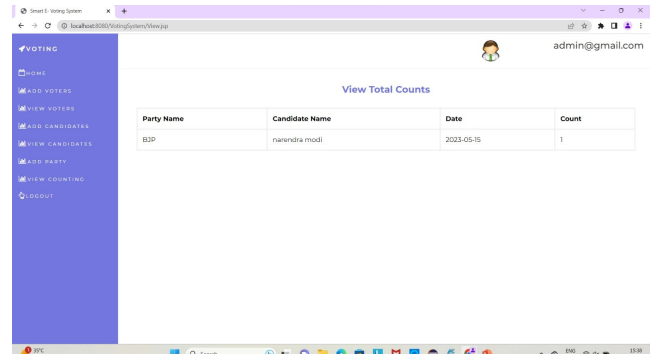 Smart E- Voting System
localhost:8080/VotingSystem/View.jsp
VOTING
admin@gmail.com
HOME
ADD VOTERS
VIEW VOTERS
ADD CANDIDATES
VIEW CANDIDATES
ADD PARTY
VIEW COUNTING
LOGOUT
View Total Counts
Party Name Candidate Name Date Count
BJP narendra modi 2023-05-15 1
33°C
Search
ENG
15:38